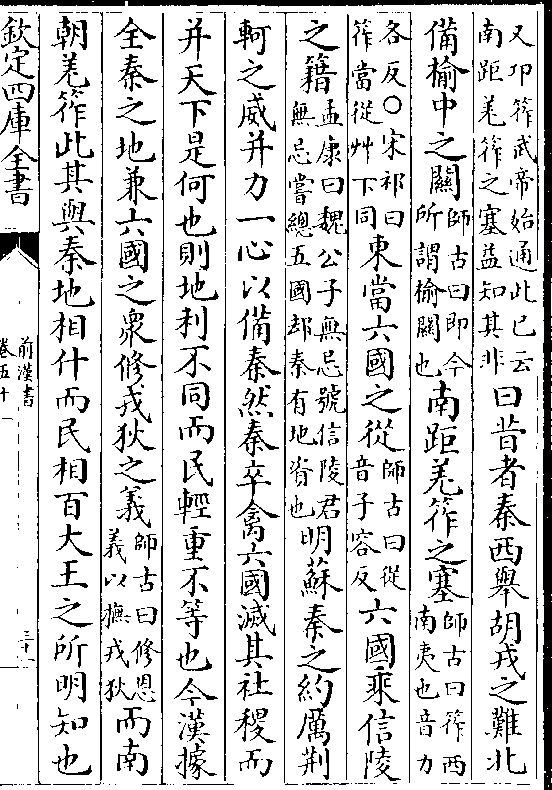 又卭筰武帝始通此已云
南距羌筰之塞益知其非
曰昔者秦西舉胡戎之難北
備榆中之關
師古曰即今
所謂榆關也
南距羌筰之塞
師古曰筰西
南夷也音力
各反〇宋祁曰
筰當從艸下同
東當六國之從
師古曰從
音子容反
六國乘信陵
之籍
孟康曰魏公子無忌號信陵君
無忌嘗總五國却秦有地資也
明蘇秦之約厲荆
軻之威并力一心以備秦然秦卒禽六國滅其社稷而
并天下是何也則地利不同而民輕重不等也今漢據
全秦之地兼六國之衆修戎狄之義
師古曰修恩
義以撫戎狄
而南
朝羌筰此其與秦地相什而民相百大王之所明知也
欽定四庫全書
前漢書
卷五十一
三十